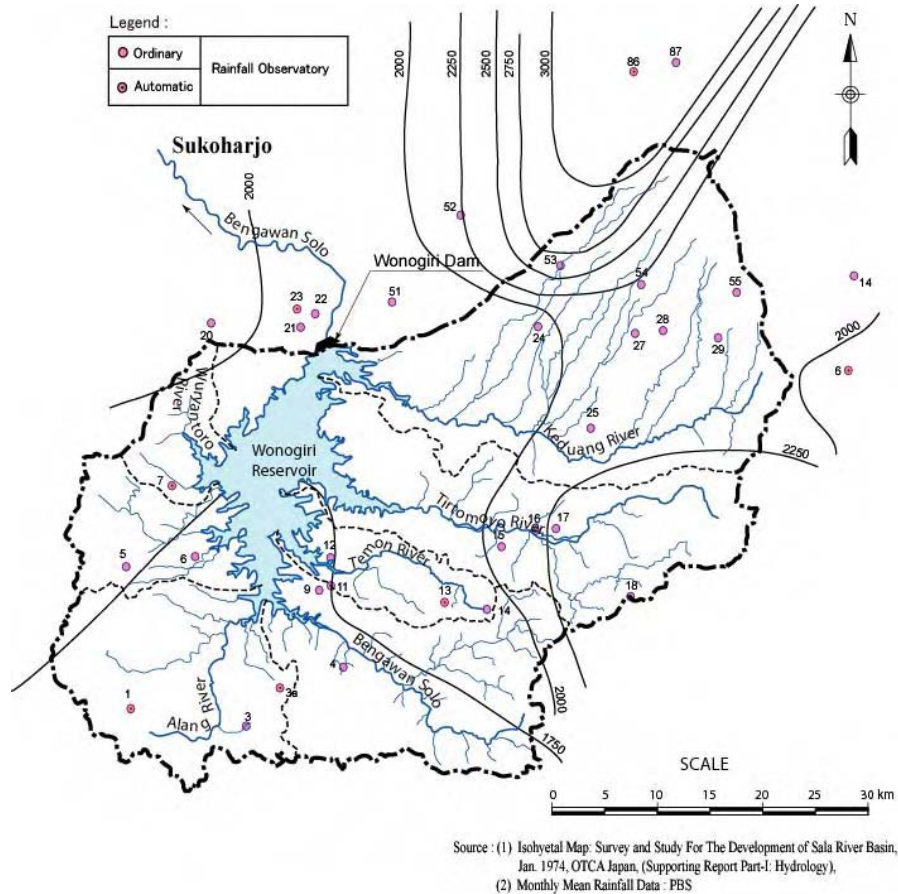 Legend :
Ordinary
Automatic
Rainfall Observatory
N
2000
2250
2500
2750
3000
86
87
Sukoharjo
2000
Bengawan Solo
52
Wonogiri Dam
53
54
55
14
51
23
22
21
20
24
27
28
29
2000
6
Wuryantoro
River
25
Keduang River
Wonogiri
Reservoir
2250
7
Tirtomoyo River
16
17
15
12
Temon River
5
6
9
11
13
14
18
4
Bengawan Solo
3a
1
Alang River
3
2000
1750
SCALE
0 5 10 15 20 25 30 km
Source : (1) Isohyetal Map: Survey and Study For The Development of Sala River Basin,
Jan. 1974, OTCA Japan, (Supporting Report Part-I: Hydrology),
(2) Monthly Mean Rainfall Data : PBS